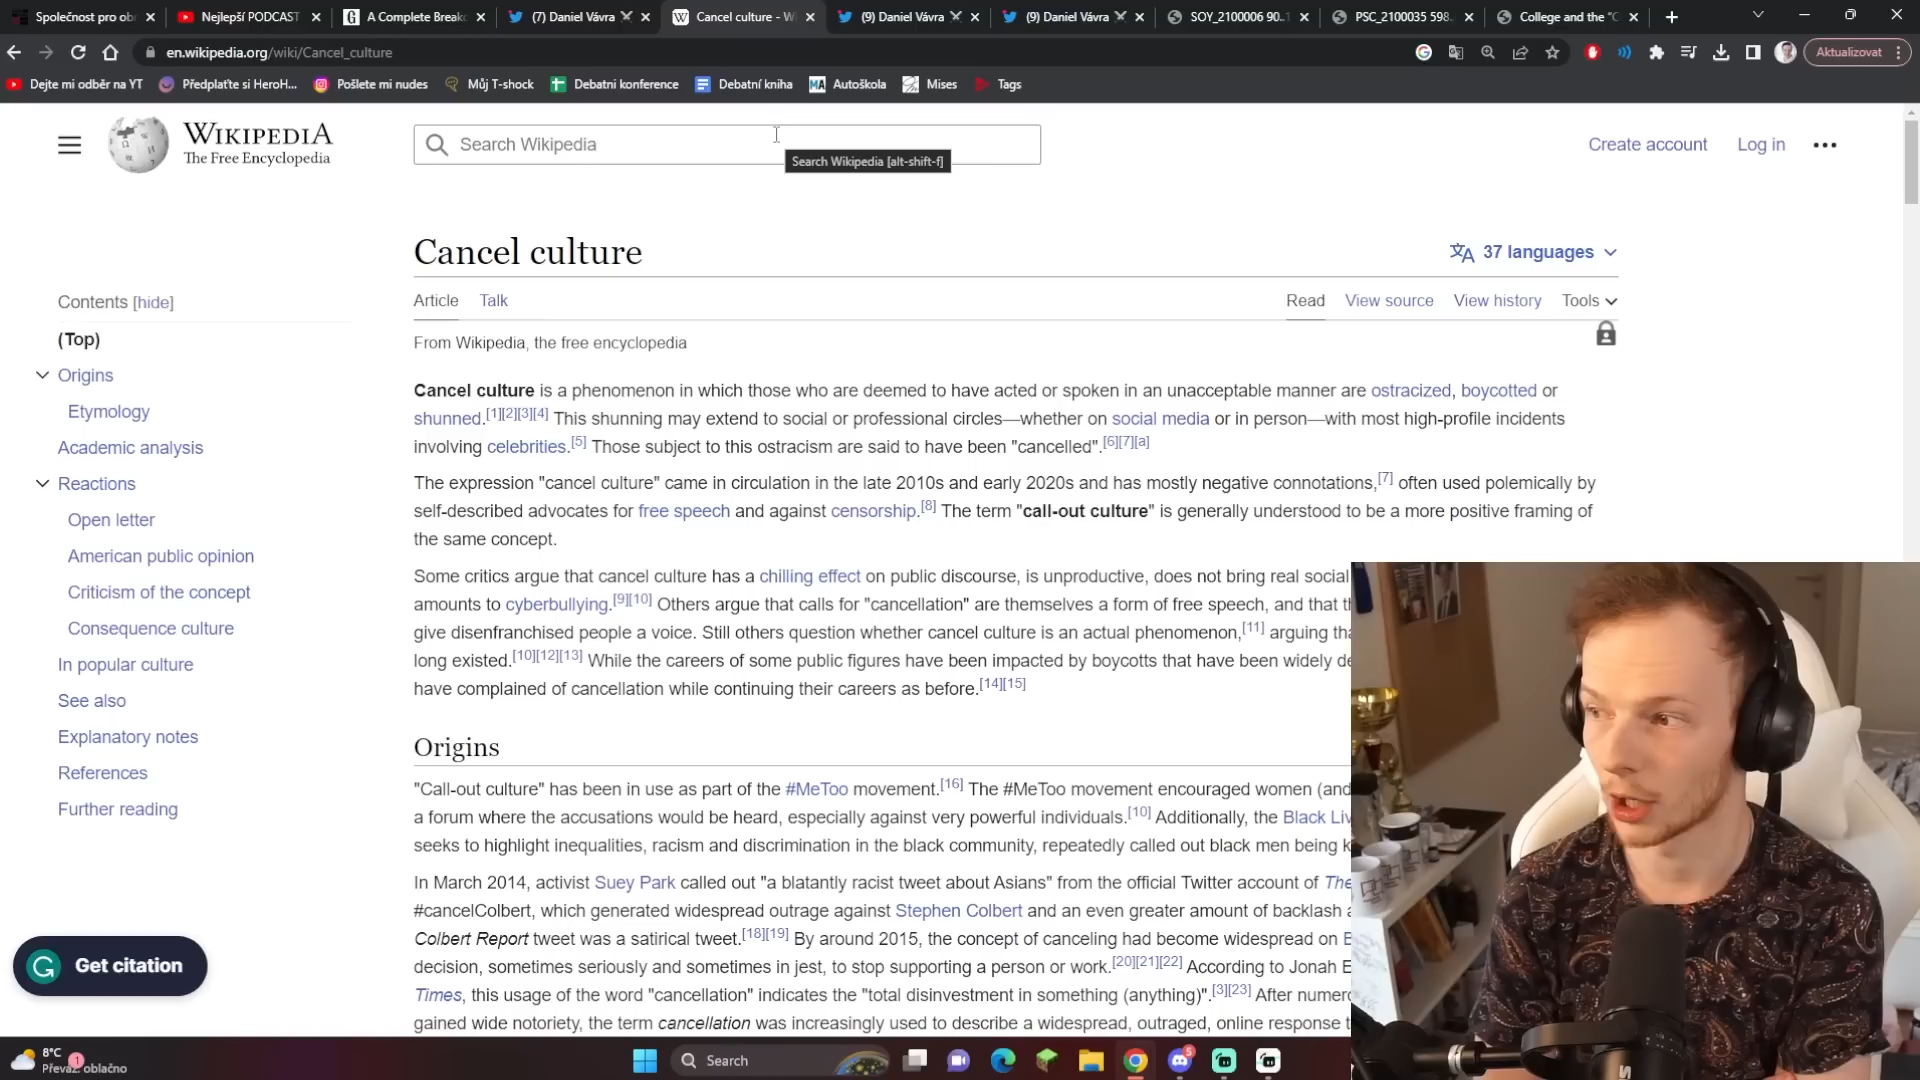 Společnost pro ob
Nejlepší PODCAST
A Complete Break
(7) Daniel Vávra
Cancel culture - W
(9) Daniel Vávra
(9) Daniel Vávra
SOY_2100006 90..1
PSC_2100035 598..
College and the "C
en.wikipedia.org/wiki/Cancel_culture
Aktualizovat
Dejte mi odběr na YT
Předplaťte si HeroH...
Pošlete mi nudes
Můj T-shock
Debatni konference
Debatní kniha
Autoškola
Mises
Tags
WIKIPEDIA
The Free Encyclopedia
Search Wikipedia
Search Wikipedia [alt-shift-f]
Create account
Log in
Cancel culture
37 languages
Contents [hide]
(Top)
Origins
Etymology
Academic analysis
Reactions
Open letter
American public opinion
Criticism of the concept
Consequence culture
In popular culture
See also
Explanatory notes
References
Further reading
Article
Talk
Read
View source
View history
Tools
From Wikipedia, the free encyclopedia
Cancel culture is a phenomenon in which those who are deemed to have acted or spoken in an unacceptable manner are ostracized, boycotted or
shunned.[1][2][3][4] This shunning may extend to social or professional circles—whether on social media or in person—with most high-profile incidents
involving celebrities.[5] Those subject to this ostracism are said to have been "cancelled".[6][7][a]
The expression "cancel culture" came in circulation in the late 2010s and early 2020s and has mostly negative connotations,[7] often used polemically by
self-described advocates for free speech and against censorship.[8] The term "call-out culture" is generally understood to be a more positive framing of
the same concept.
Some critics argue that cancel culture has a chilling effect on public discourse, is unproductive, does not bring real social
amounts to cyberbullying.[9][10] Others argue that calls for "cancellation" are themselves a form of free speech, and that th
give disenfranchised people a voice. Still others question whether cancel culture is an actual phenomenon,[11] arguing tha
long existed.[10][12][13] While the careers of some public figures have been impacted by boycotts that have been widely de
have complained of cancellation while continuing their careers as before.[14][15]
Origins
"Call-out culture" has been in use as part of the #MeToo movement.[16] The #MeToo movement encouraged women (and
a forum where the accusations would be heard, especially against very powerful individuals.[10] Additionally, the Black Liv
seeks to highlight inequalities, racism and discrimination in the black community, repeatedly called out black men being k
In March 2014, activist Suey Park called out "a blatantly racist tweet about Asians" from the official Twitter account of The
#cancelColbert, which generated widespread outrage against Stephen Colbert and an even greater amount of backlash a
Colbert Report tweet was a satirical tweet.[18][19] By around 2015, the concept of canceling had become widespread on B
decision, sometimes seriously and sometimes in jest, to stop supporting a person or work.[20][21][22] According to Jonah E
Times, this usage of the word "cancellation" indicates the "total disinvestment in something (anything)".[3][23] After numero
gained wide notoriety, the term cancellation was increasingly used to describe a widespread, outraged, online response t
Get citation
8°C
Převáž. oblačno
1
Search
5